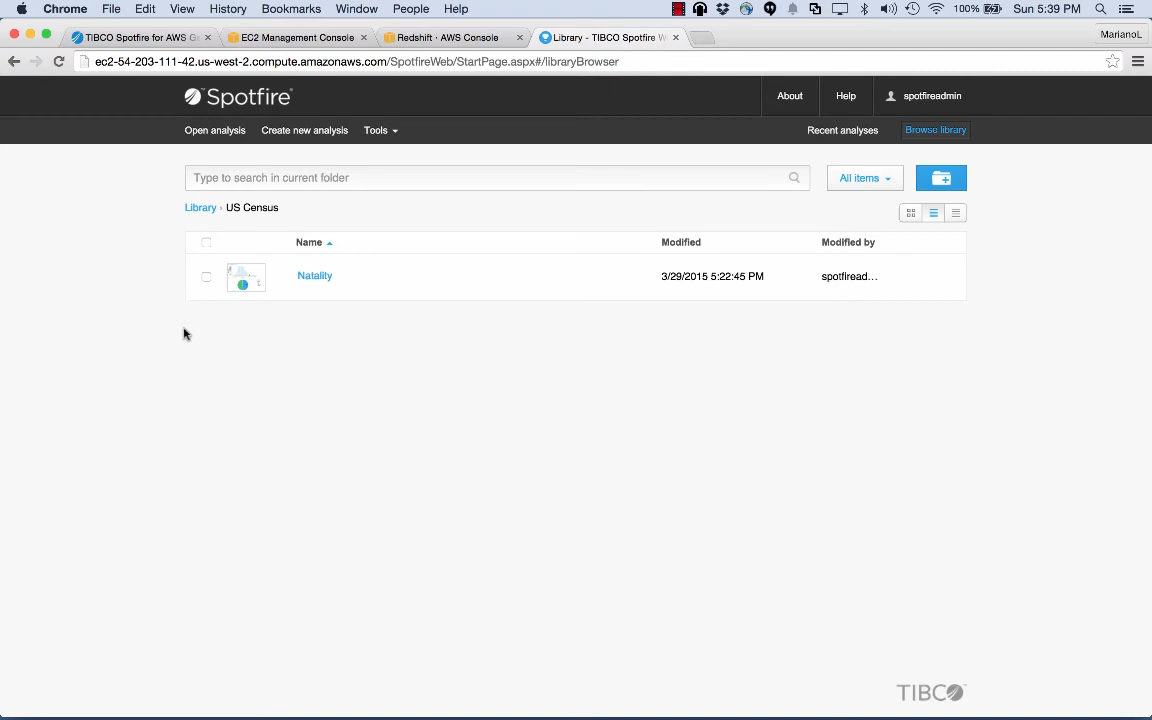 Chrome File Edit View History Bookmarks Window People Help 100% Sun 5:39 PM
TIBCO Spotfire for AWS Ge EC2 Management Console Redshift · AWS Console Library - TIBCO Spotfire W MarianoL
ec2-54-203-111-42.us-west-2.compute.amazonaws.com/SpotfireWeb/StartPage.aspx#/libraryBrowser
Spotfire About Help spotfireadmin
Open analysis Create new analysis Tools Recent analyses Browse library
Type to search in current folder All items
Library › US Census
Name Modified Modified by
Natality 3/29/2015 5:22:45 PM spotfiread...
TIBCO